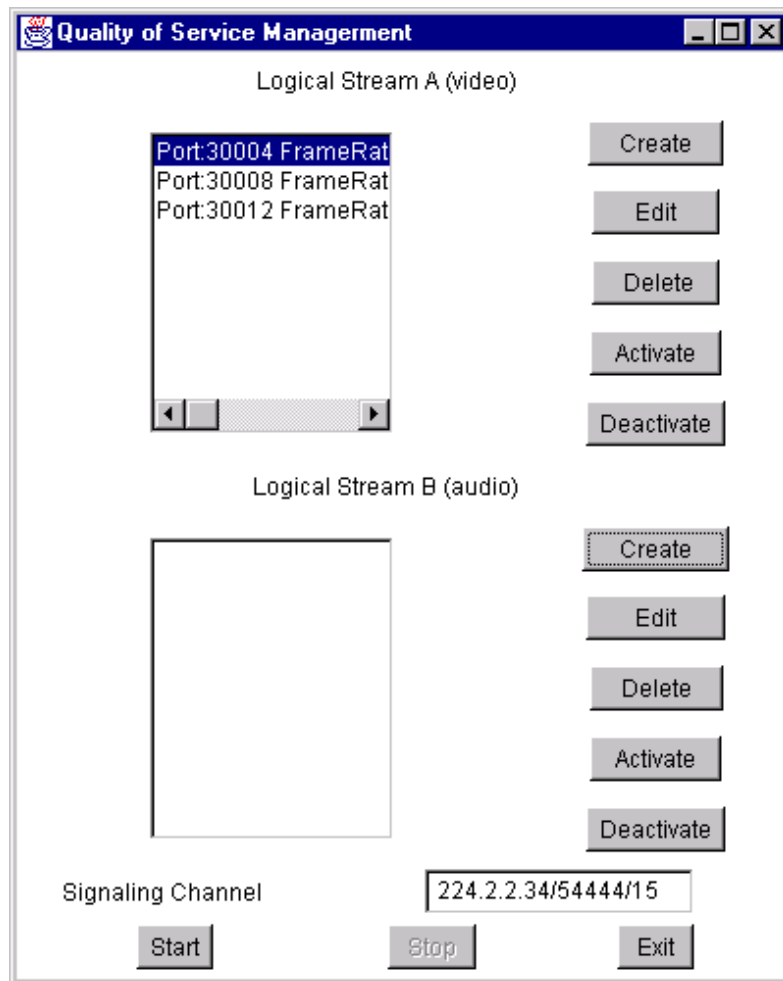 Quality of Service Managerment
Logical Stream A (video)
Port:30004 FrameRat
Port:30008 FrameRat
Port:30012 FrameRat
Create
Edit
Delete
Activate
Deactivate
Logical Stream B (audio)
Create
Edit
Delete
Activate
Deactivate
Signaling Channel 224.2.2.34/54444/15
Start Stop Exit